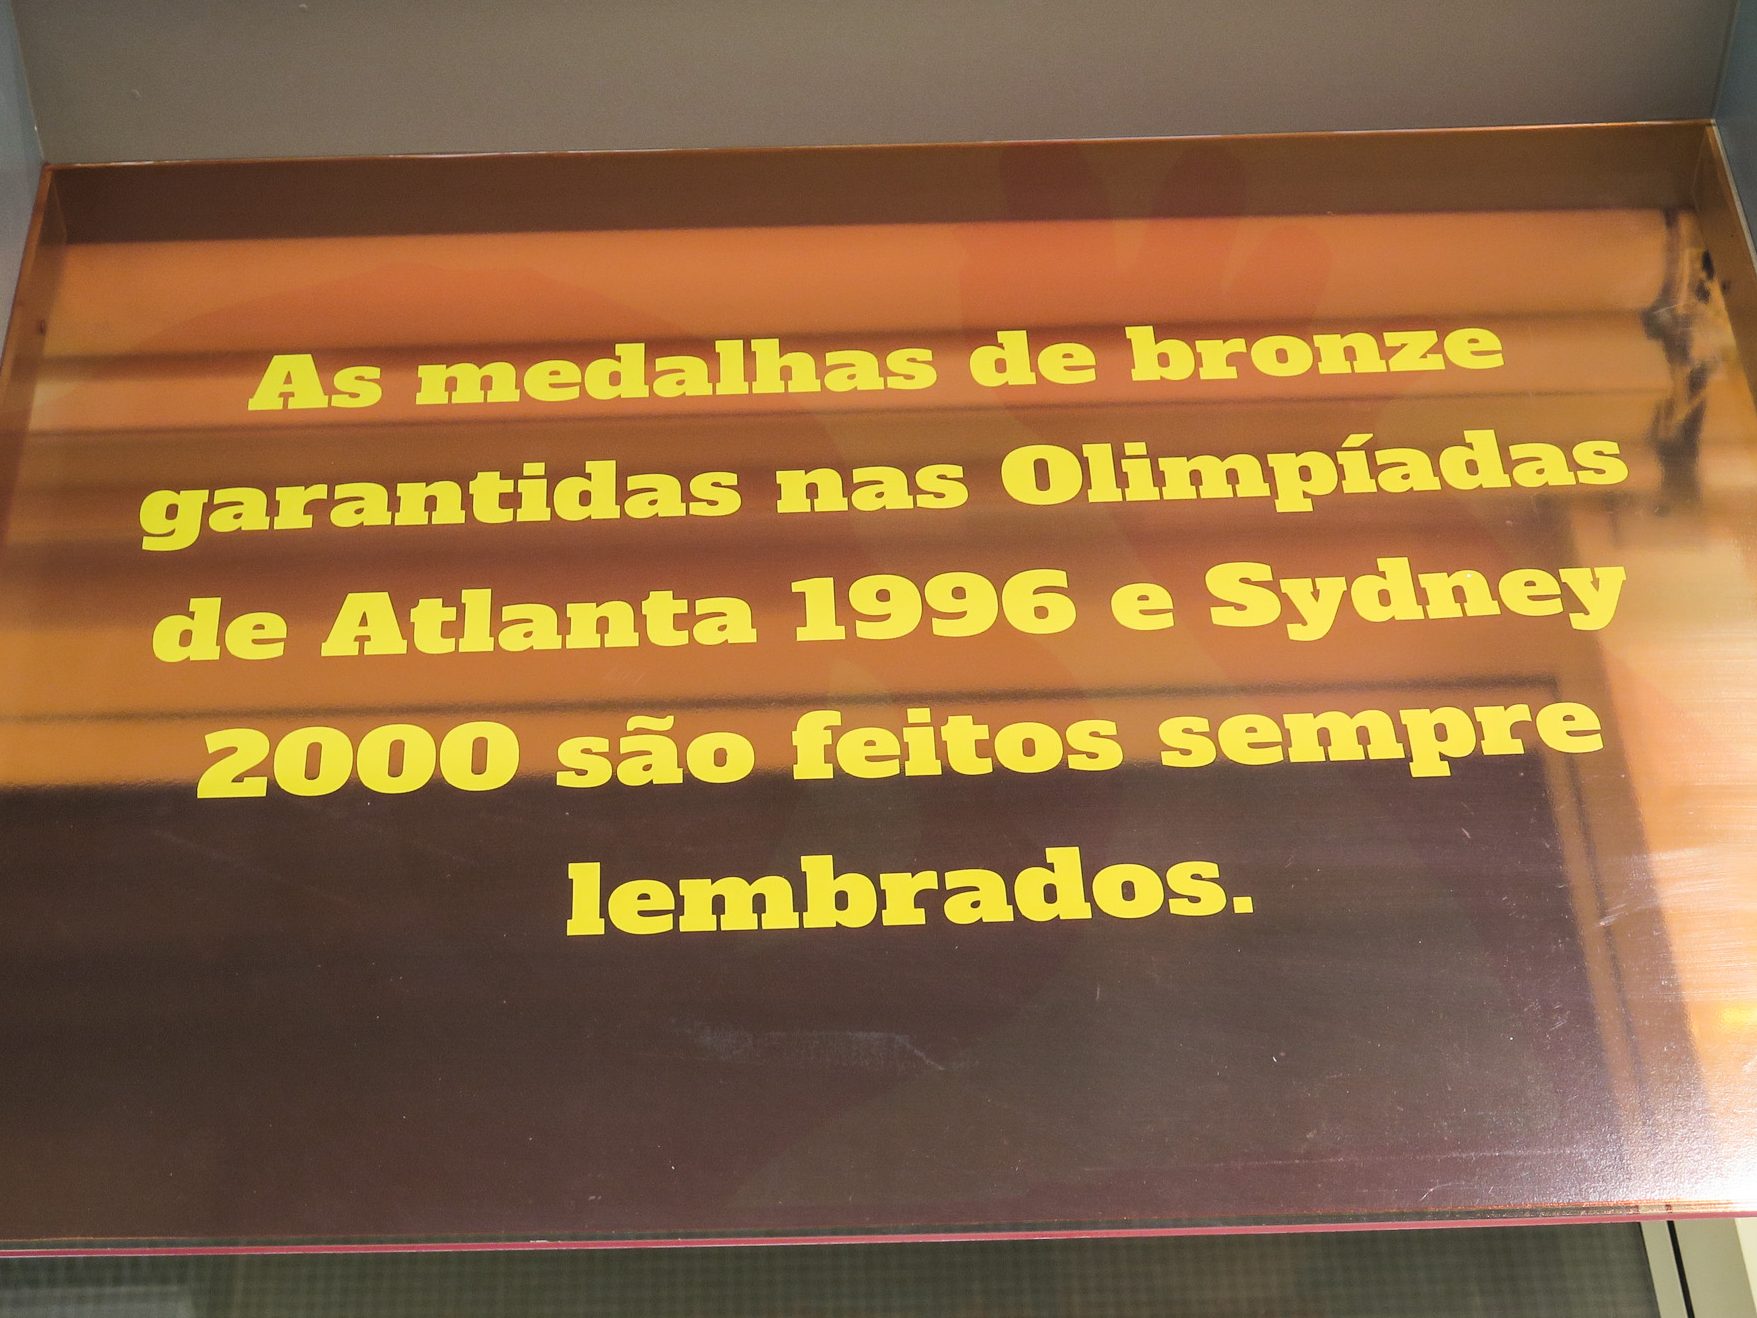 As medalhas de bronze
garantidas nas Olimpíadas
de Atlanta 1996 e Sydney
2000 são feitos sempre
lembrados.